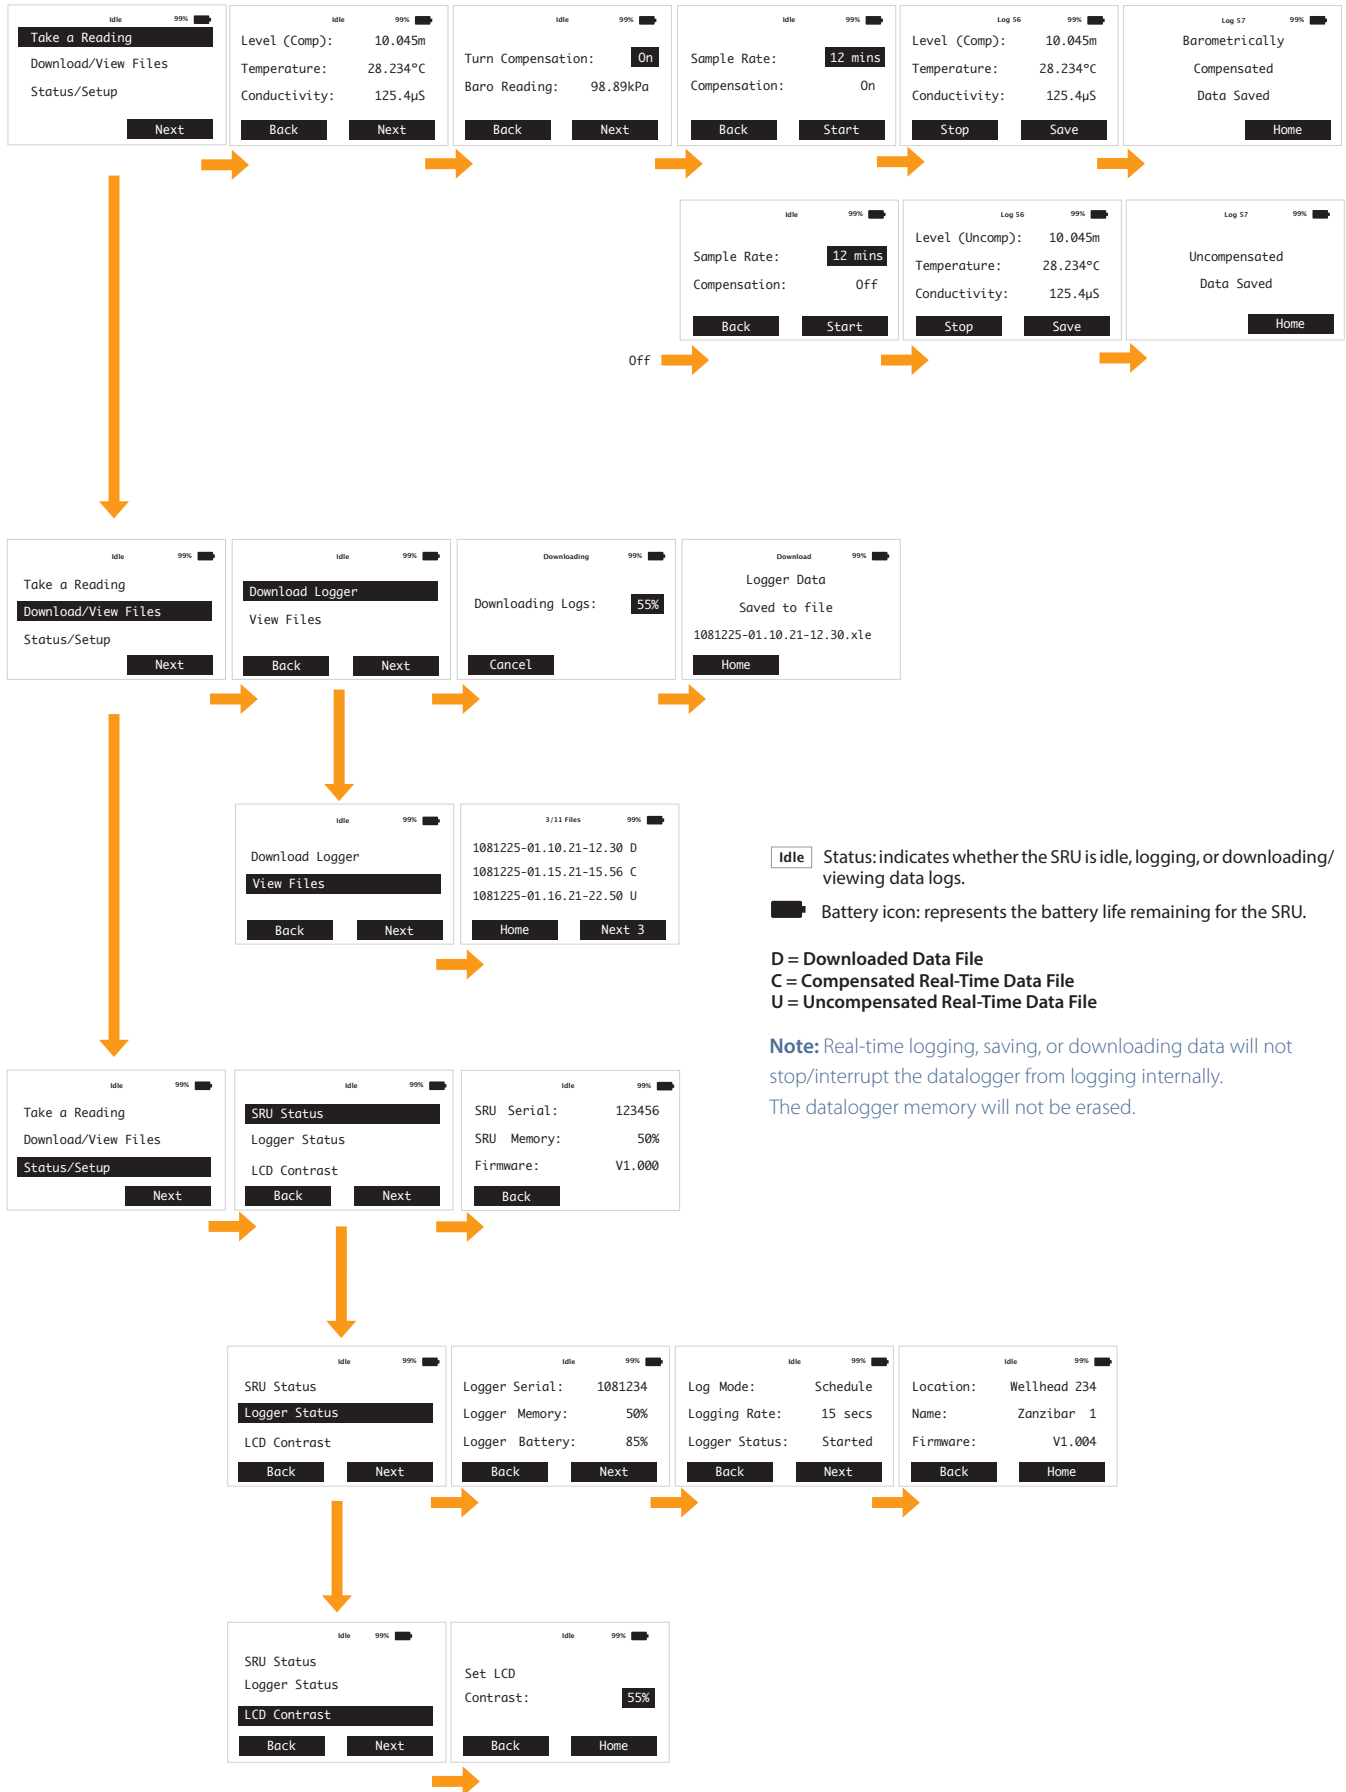 Idle 99%
Take a Reading
Download/View Files
Status/Setup
Next
Idle 99%
Level (Comp): 10.045m
Temperature: 28.234°C
Conductivity: 125.4µS
Back Next
Idle 99%
Turn Compensation: On
Baro Reading: 98.89kPa
Back Next
Idle 99%
Sample Rate: 12 mins
Compensation: On
Back Start
Log 56 99%
Level (Comp): 10.045m
Temperature: 28.234°C
Conductivity: 125.4µS
Stop Save
Log 57 99%
Barometrically
Compensated
Data Saved
Home
Off
Idle 99%
Sample Rate: 12 mins
Compensation: Off
Back Start
Log 56 99%
Level (Uncomp): 10.045m
Temperature: 28.234°C
Conductivity: 125.4µS
Stop Save
Log 57 99%
Uncompensated
Data Saved
Home
Idle 99%
Take a Reading
Download/View Files
Status/Setup
Next
Idle 99%
Download Logger
View Files
Back Next
Downloading 99%
Downloading Logs: 55%
Cancel
Download 99%
Logger Data
Saved to file
1081225-01.10.21-12.30.xle
Home
Idle 99%
Download Logger
View Files
Back Next
3/11 Files 99%
1081225-01.10.21-12.30 D
1081225-01.15.21-15.56 C
1081225-01.16.21-22.50 U
Home Next 3
Idle Status: indicates whether the SRU is idle, logging, or downloading/
viewing data logs.
Battery icon: represents the battery life remaining for the SRU.
D = Downloaded Data File
C = Compensated Real-Time Data File
U = Uncompensated Real-Time Data File
Note: Real-time logging, saving, or downloading data will not
stop/interrupt the datalogger from logging internally.
The datalogger memory will not be erased.
Idle 99%
Take a Reading
Download/View Files
Status/Setup
Next
Idle 99%
SRU Status
Logger Status
LCD Contrast
Back Next
Idle 99%
SRU Serial: 123456
SRU Memory: 50%
Firmware: V1.000
Back
Idle 99%
SRU Status
Logger Status
LCD Contrast
Back Next
Idle 99%
Logger Serial: 1081234
Logger Memory: 50%
Logger Battery: 85%
Back Next
Idle 99%
Log Mode: Schedule
Logging Rate: 15 secs
Logger Status: Started
Back Next
Idle 99%
Location: Wellhead 234
Name: Zanzibar 1
Firmware: V1.004
Back Home
Idle 99%
SRU Status
Logger Status
LCD Contrast
Back Next
Idle 99%
Set LCD
Contrast: 55%
Back Home